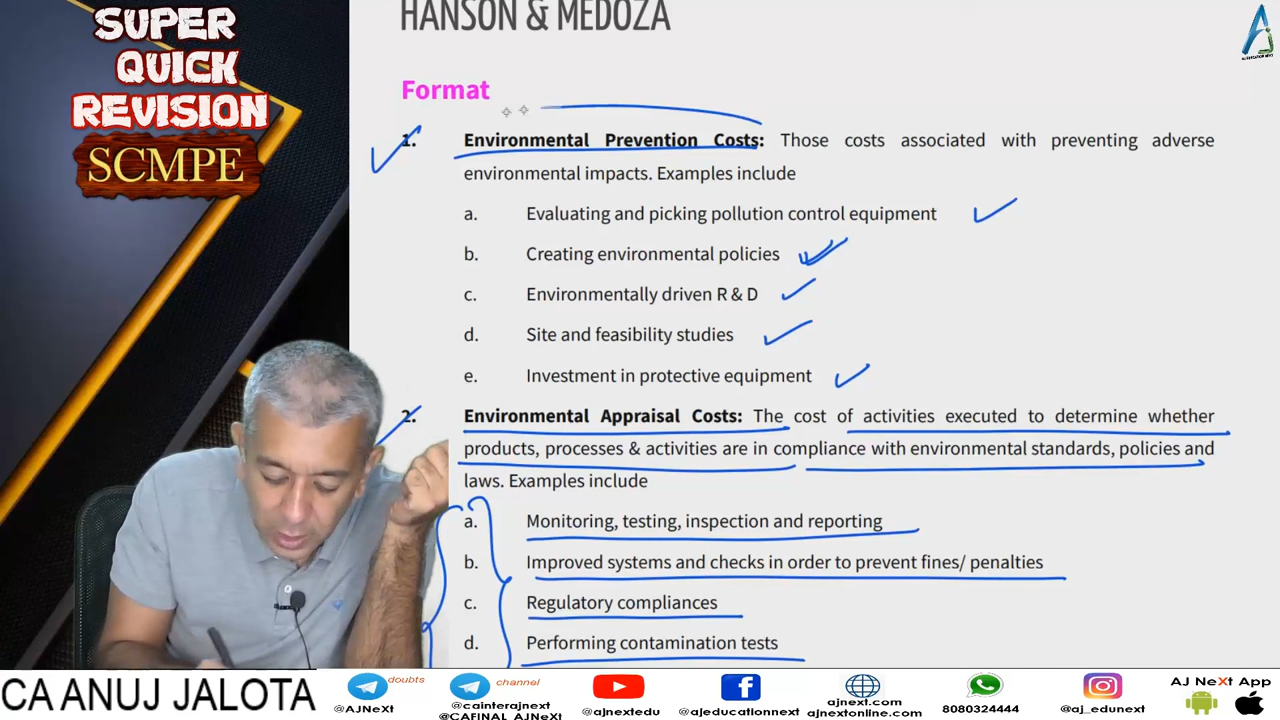 SUPER
QUICK
REVISION
SCMPE
HANSON & MEDOZA
Format
1. Environmental Prevention Costs: Those costs associated with preventing adverse
environmental impacts. Examples include
a. Evaluating and picking pollution control equipment
b. Creating environmental policies
c. Environmentally driven R & D
d. Site and feasibility studies
e. Investment in protective equipment
2. Environmental Appraisal Costs: The cost of activities executed to determine whether
products, processes & activities are in compliance with environmental standards, policies and
laws. Examples include
a. Monitoring, testing, inspection and reporting
b. Improved systems and checks in order to prevent fines/ penalties
c. Regulatory compliances
d. Performing contamination tests
CA ANUJ JALOTA
doubts
@AJNeXt
channel
@cainterajnext
@CAFINAL_AJNeXt
@ajnextedu
@ajeducationnext
ajnext.com
ajnextonline.com
8080324444
@aj_edunext
AJ NeXt App